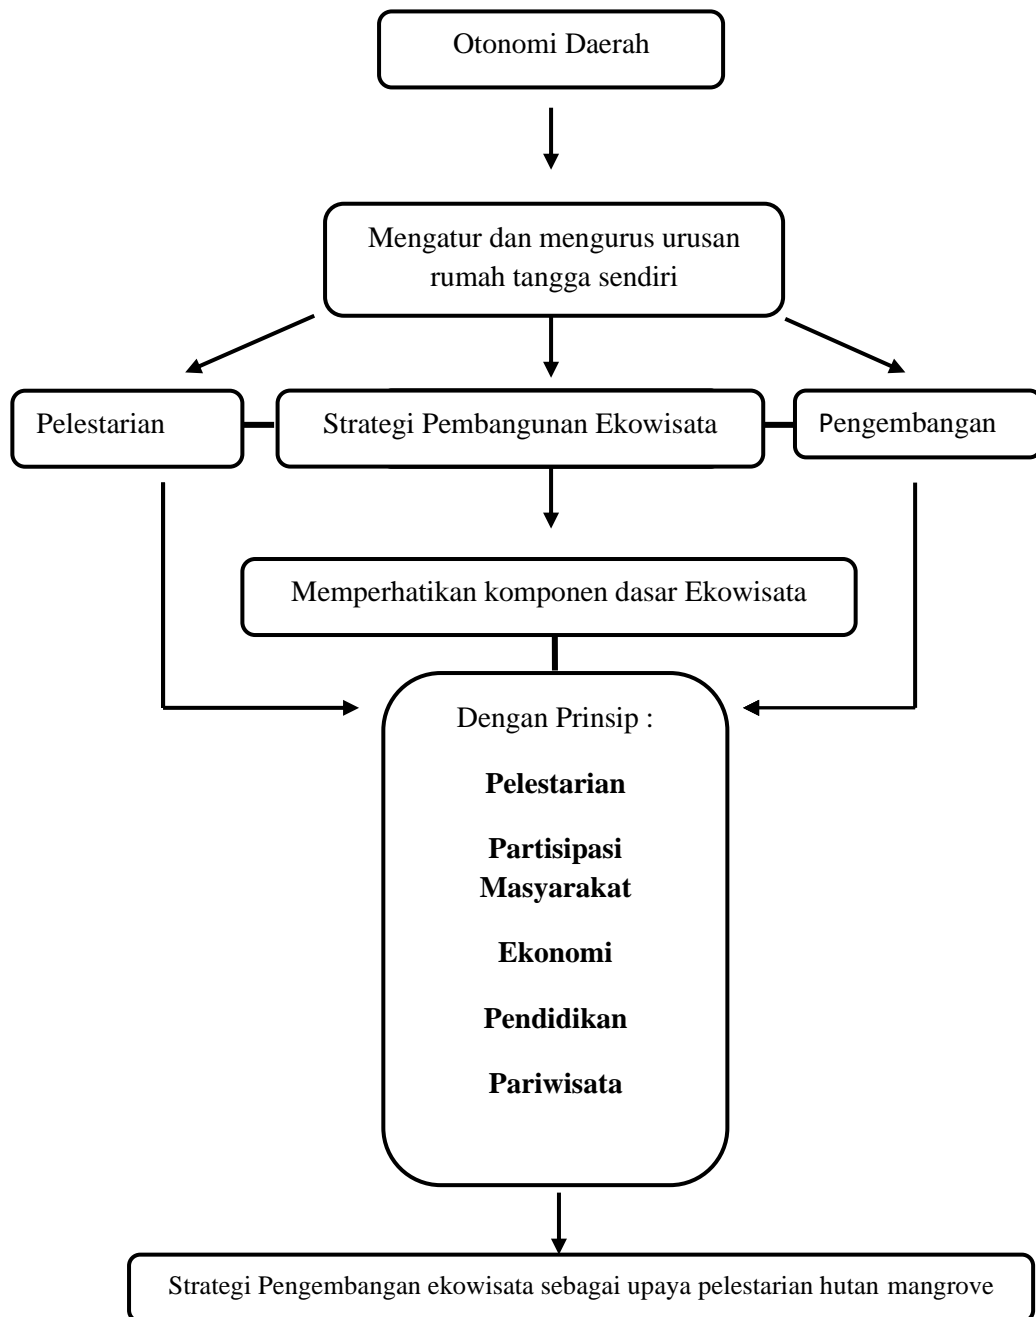 Otonomi Daerah
Mengatur dan mengurus urusan
rumah tangga sendiri
Pelestarian
Strategi Pembangunan Ekowisata
Pengembangan
Memperhatikan komponen dasar Ekowisata
Dengan Prinsip :
Pelestarian
Partisipasi
Masyarakat
Ekonomi
Pendidikan
Pariwisata
Strategi Pengembangan ekowisata sebagai upaya pelestarian hutan mangrove